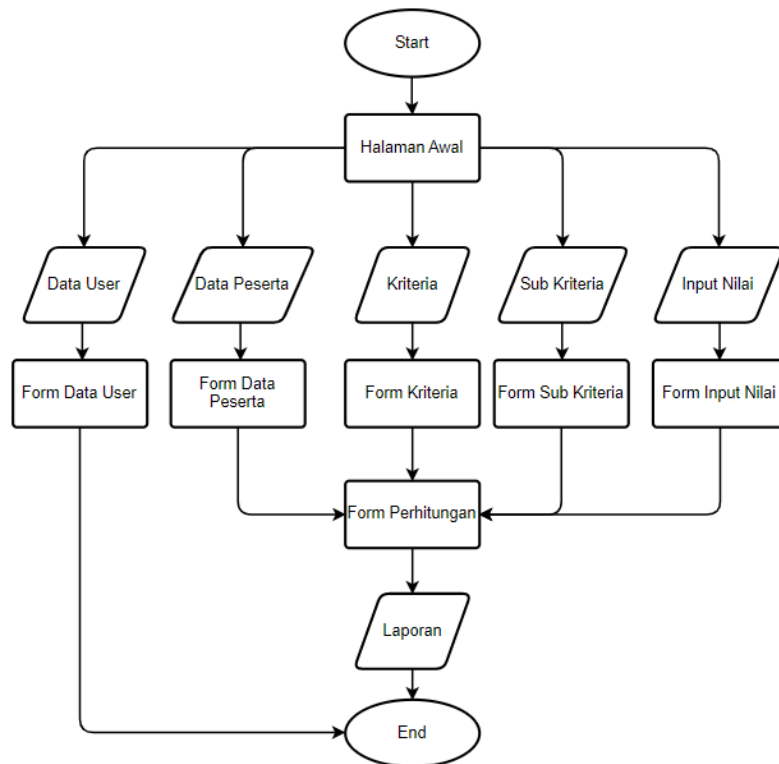 Start
Halaman Awal
Data User
Data Peserta
Kriteria
Sub Kriteria
Input Nilai
Form Data User
Form Data
Peserta
Form Kriteria
Form Sub Kriteria
Form Input Nilai
Form Perhitungan
Laporan
End